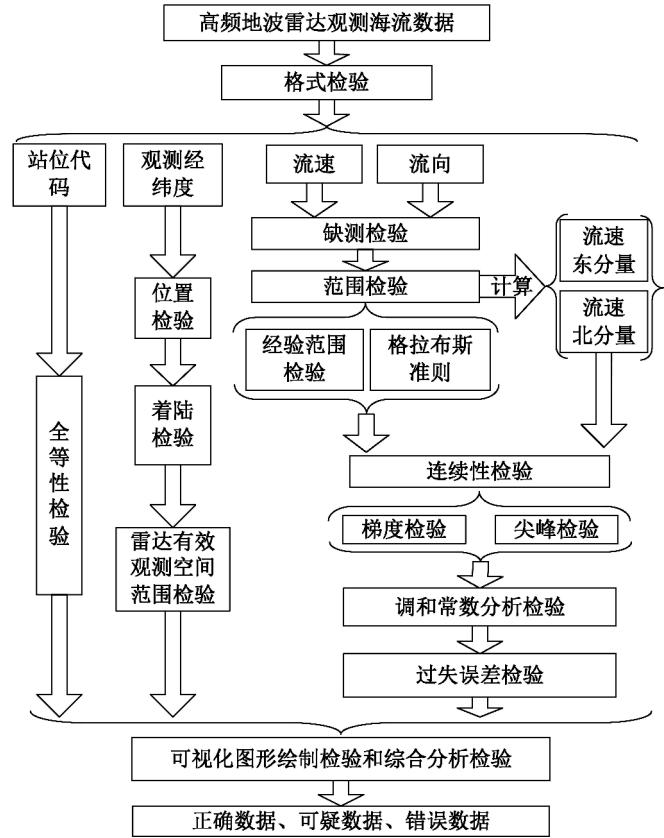 高频地波雷达观测海流数据
格式检验
站位代
码
观测经
纬度
流速
流向
缺测检验
范围检验
计算
流速
东分量
流速
北分量
位置
检验
经验范围
检验
格拉布斯
准则
着陆
检验
全等性检验
连续性检验
梯度检验
尖峰检验
雷达有效
观测空间
范围检验
调和常数分析检验
过失误差检验
可视化图形绘制检验和综合分析检验
正确数据、可疑数据、错误数据